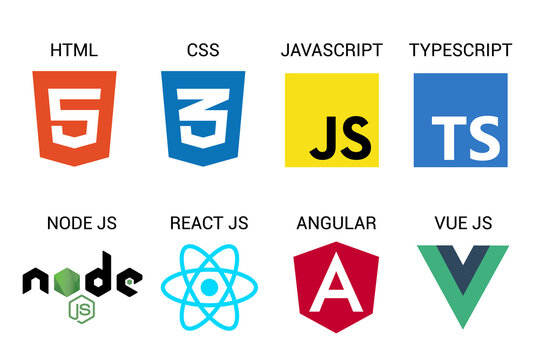 HTML CSS JAVASCRIPT TYPESCRIPT
5 3 JS TS
NODE JS REACT JS ANGULAR VUE JS
node A
JS